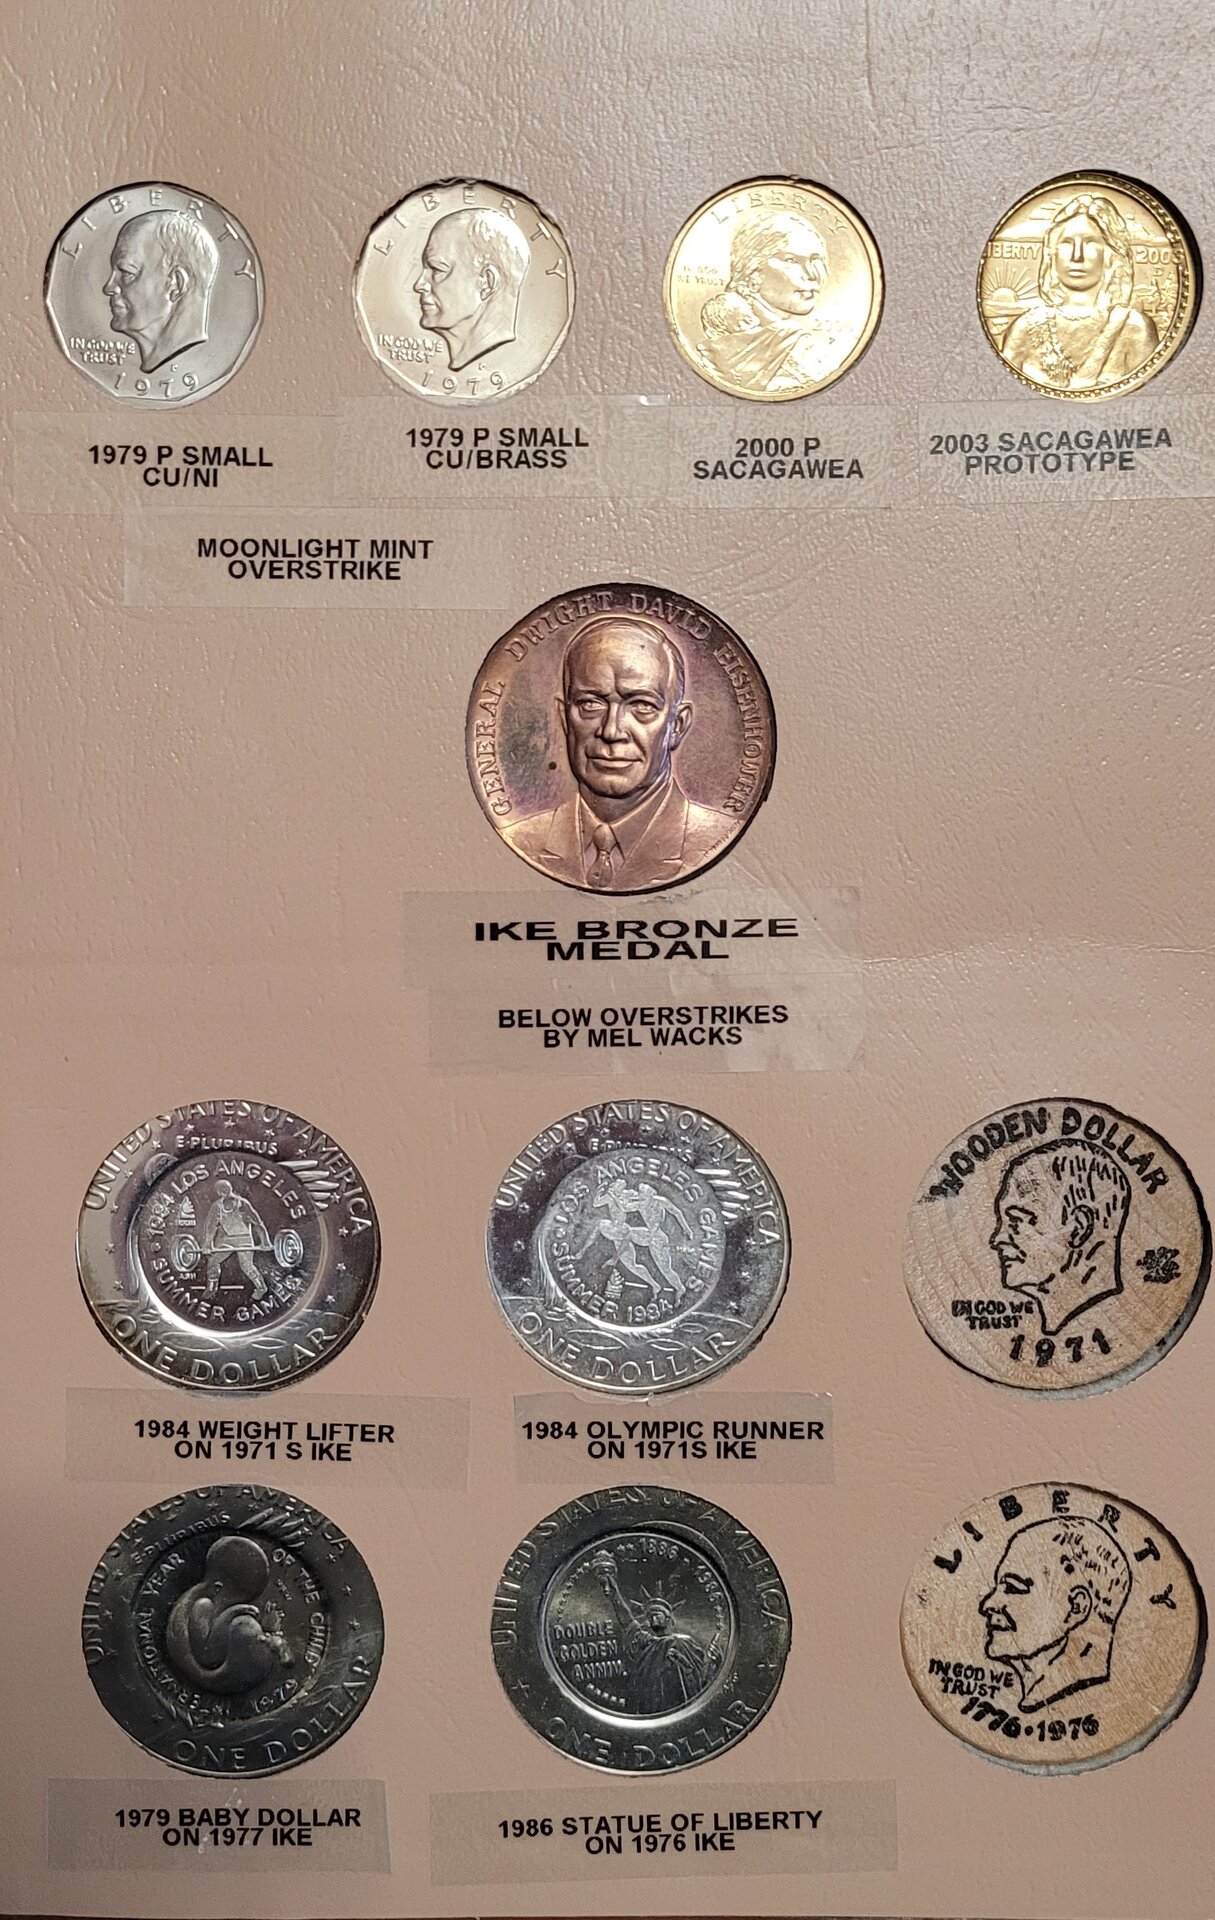 LIBERTY
IN GOD WE
TRUST
1979
LIBERTY
IN GOD WE
TRUST
1979
LIBERTY
IN GOD
WE TRUST
2000
P
LIBERTY 2003
1979 P SMALL
CU/NI
1979 P SMALL
CU/BRASS
2000 P
SACAGAWEA
2003 SACAGAWEA
PROTOTYPE
MOONLIGHT MINT
OVERSTRIKE
GENERAL DWIGHT DAVID EISENHOWER
IKE BRONZE
MEDAL
BELOW OVERSTRIKES
BY MEL WACKS
UNITED STATES OF AMERICA
E·PLURIBUS
1984 LOS ANGELES
SUMMER GAMES
ONE DOLLAR
UNITED STATES OF AMERICA
E·PLURIBUS
LOS ANGELES GAMES
SUMMER 1984
ONE DOLLAR
WOODEN DOLLAR
IN GOD WE
TRUST
1971
1984 WEIGHT LIFTER
ON 1971 S IKE
1984 OLYMPIC RUNNER
ON 1971S IKE
UNITED STATES OF AMERICA
E·PLURIBUS
INTERNATIONAL YEAR OF THE CHILD
1979
ONE DOLLAR
UNITED STATES OF AMERICA
1886-1986
DOUBLE
GOLDEN
ANNIV.
ONE DOLLAR
LIBERTY
IN GOD WE
TRUST
1776·1976
1979 BABY DOLLAR
ON 1977 IKE
1986 STATUE OF LIBERTY
ON 1976 IKE